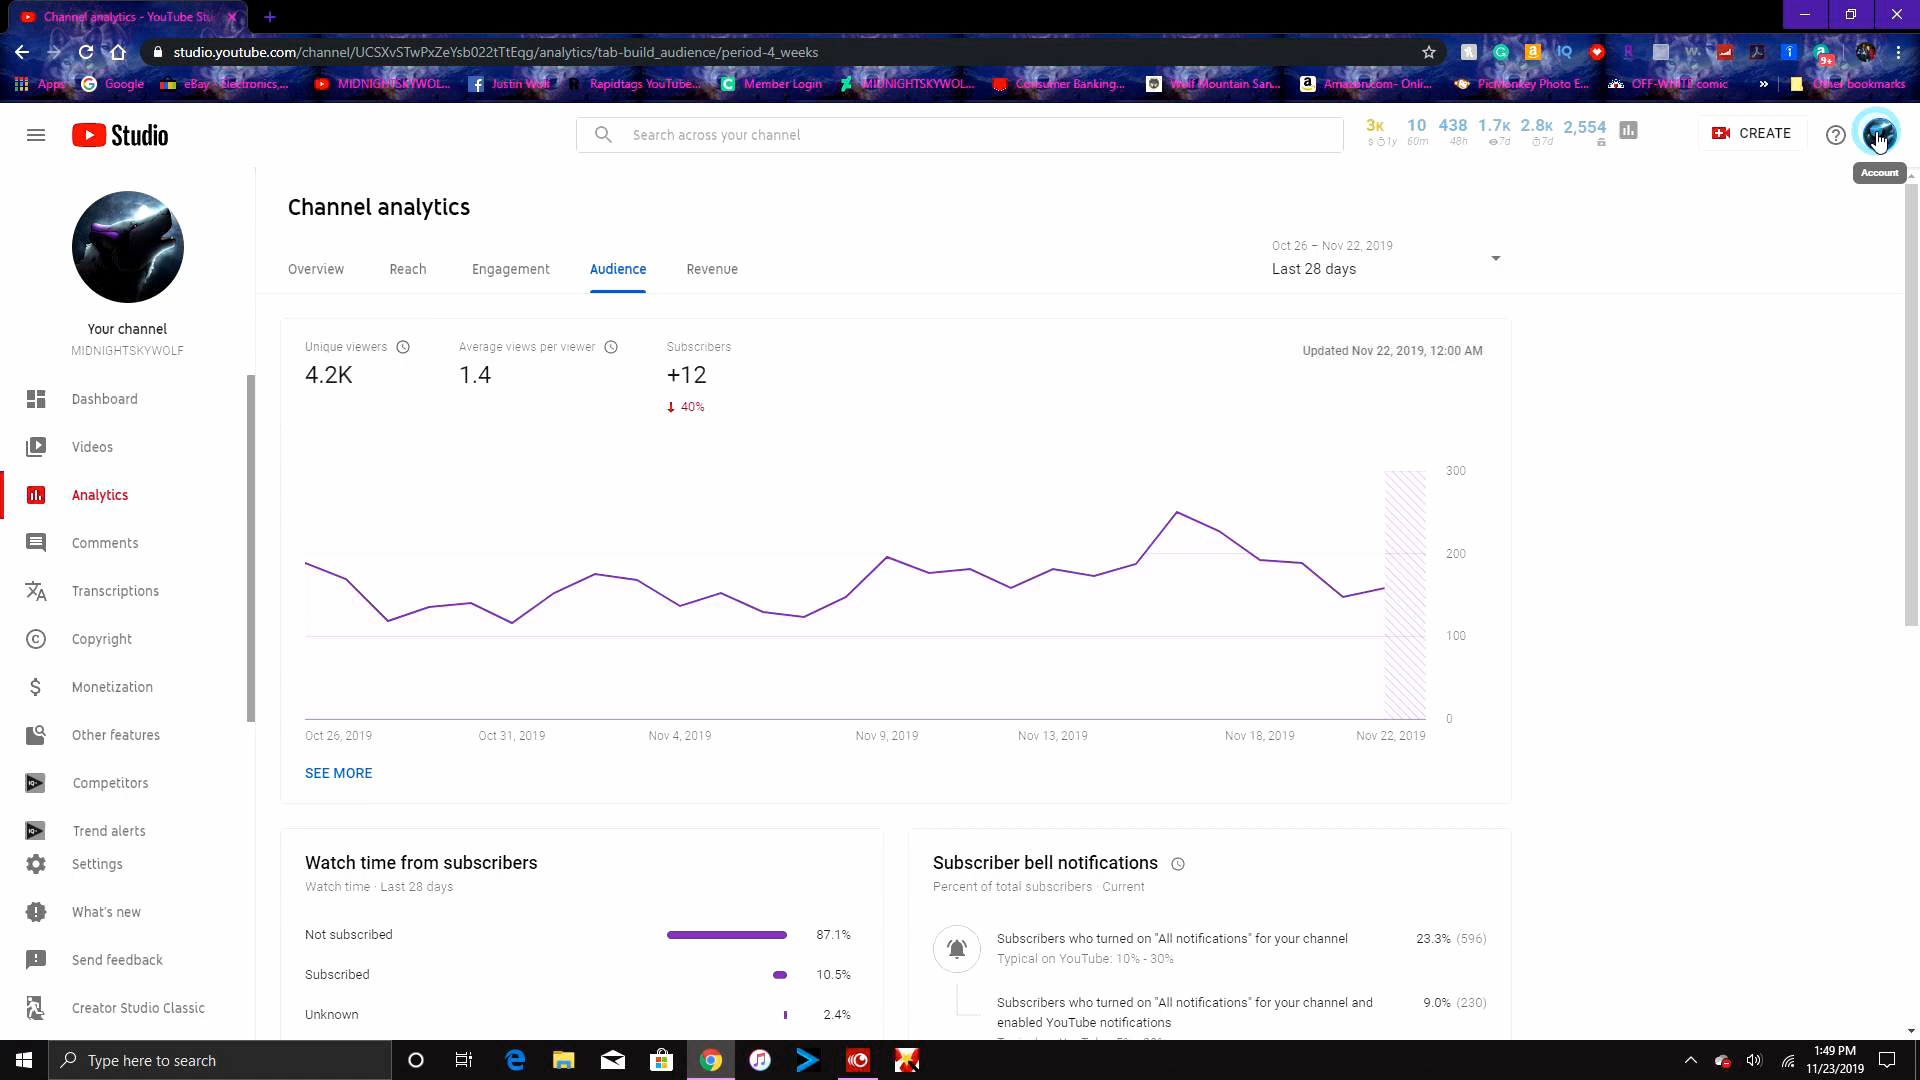 Channel analytics - YouTube Stu
studio.youtube.com/channel/UCSXvSTwPxZeYsb022tTtEqg/analytics/tab-build_audience/period-4_weeks
Apps Google eBay - Electronics,... MIDNIGHTSKYWOL... Justin Wolf Rapidtags YouTube... Member Login MIDNIGHTSKYWOL... Consumer Banking... Wolf Mountain San... Amazon.com- Onli... PicMonkey Photo E... OFF-WHITE comic » Other bookmarks
Studio
Search across your channel
3K 10 438 1.7K 2.8K 2,554
$ 1y 60m 48h 7d 7d
CREATE
Account
Your channel
MIDNIGHTSKYWOLF
Dashboard
Videos
Analytics
Comments
Transcriptions
Copyright
Monetization
Other features
Competitors
Trend alerts
Settings
What's new
Send feedback
Creator Studio Classic
Channel analytics
Overview Reach Engagement Audience Revenue
Oct 26 – Nov 22, 2019
Last 28 days
Unique viewers Average views per viewer Subscribers
4.2K 1.4 +12
40%
Updated Nov 22, 2019, 12:00 AM
300
200
100
0
Oct 26, 2019 Oct 31, 2019 Nov 4, 2019 Nov 9, 2019 Nov 13, 2019 Nov 18, 2019 Nov 22, 2019
SEE MORE
Watch time from subscribers
Watch time · Last 28 days
Not subscribed 87.1%
Subscribed 10.5%
Unknown 2.4%
Subscriber bell notifications
Percent of total subscribers · Current
Subscribers who turned on "All notifications" for your channel 23.3% (596)
Typical on YouTube: 10% - 30%
Subscribers who turned on "All notifications" for your channel and 9.0% (230)
enabled YouTube notifications
Type here to search
1:49 PM
11/23/2019